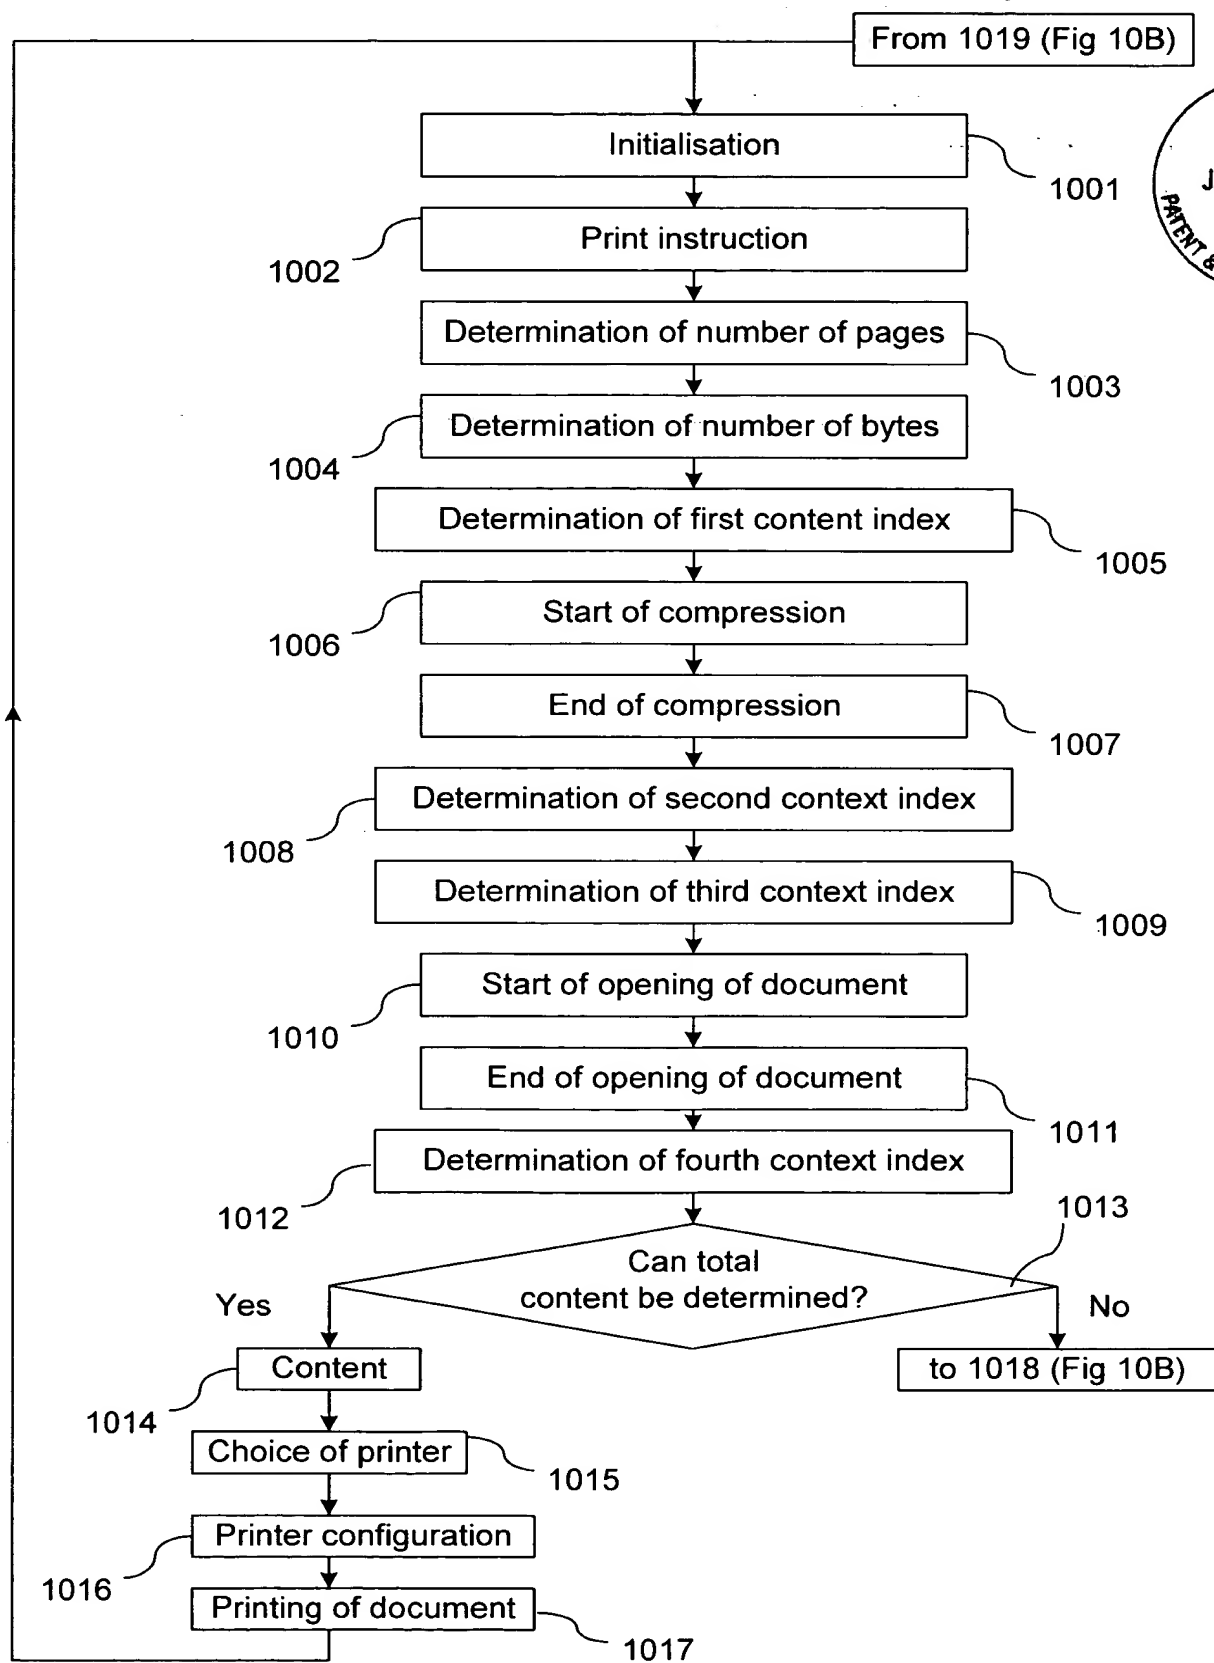 From 1019 (Fig 10B)
Initialisation
1001
Print instruction
1002
Determination of number of pages
1003
Determination of number of bytes
1004
Determination of first content index
1005
Start of compression
1006
End of compression
1007
Determination of second context index
1008
Determination of third context index
1009
Start of opening of document
1010
End of opening of document
1011
Determination of fourth context index
1012
1013
Can total
content be determined?
Yes
No
Content
1014
to 1018 (Fig 10B)
Choice of printer
1015
Printer configuration
1016
Printing of document
1017
J
PATENT &